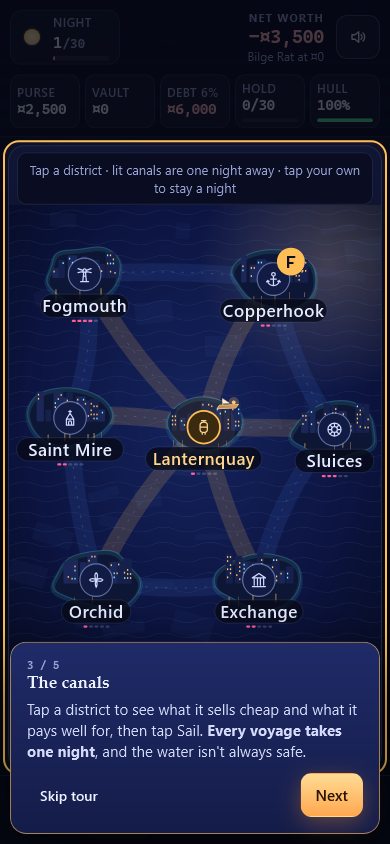 NIGHT
1/30
NET WORTH
−¤3,500
Bilge Rat at ¤0
PURSE
¤2,500
VAULT
¤0
DEBT 6%
¤6,000
HOLD
0/30
HULL
100%
Tap a district · lit canals are one night away · tap your own
to stay a night
F
Fogmouth
Copperhook
Saint Mire
Lanternquay
Sluices
Orchid
Exchange
3 / 5
The canals
Tap a district to see what it sells cheap and what it
pays well for, then tap Sail. Every voyage takes
one night, and the water isn't always safe.
Skip tour
Next